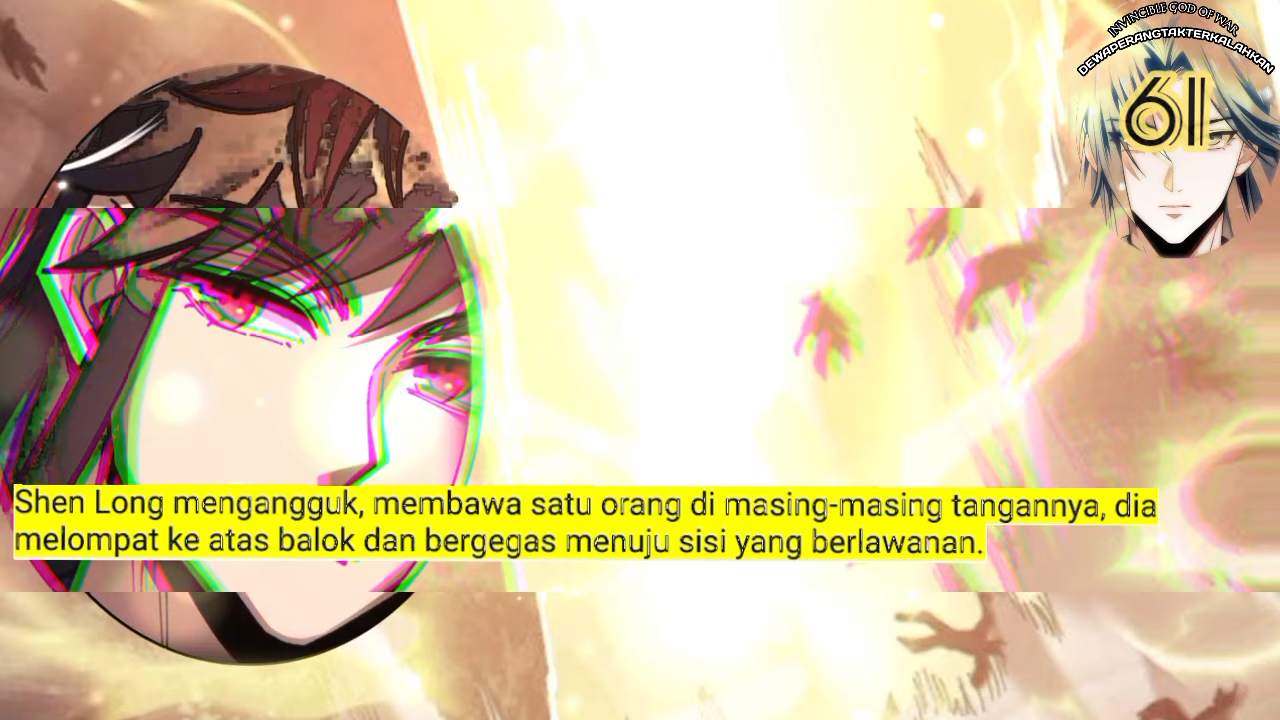 INVINCIBLE GOD OF WAR
DEWAPERANGTAKTERKALAHKAN
61
Shen Long mengangguk, membawa satu orang di masing-masing tangannya, dia
melompat ke atas balok dan bergegas menuju sisi yang berlawanan.